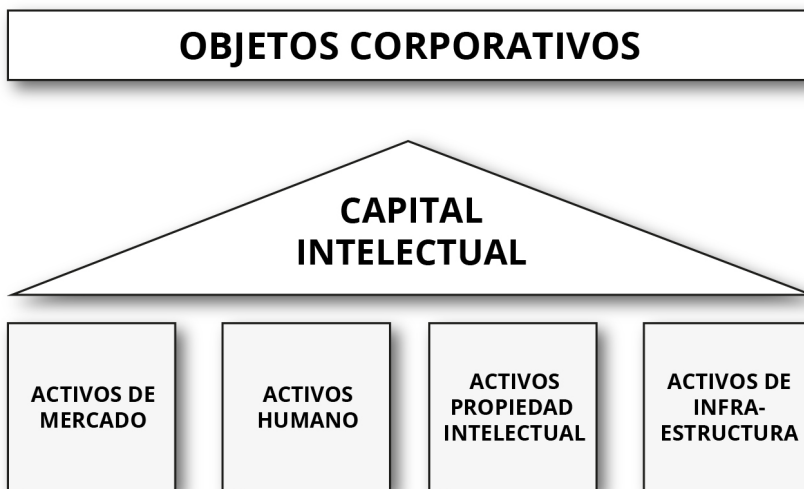 OBJETOS CORPORATIVOS
CAPITAL
INTELECTUAL
ACTIVOS DE
MERCADO
ACTIVOS
HUMANO
ACTIVOS
PROPIEDAD
INTELECTUAL
ACTIVOS DE
INFRA-
ESTRUCTURA